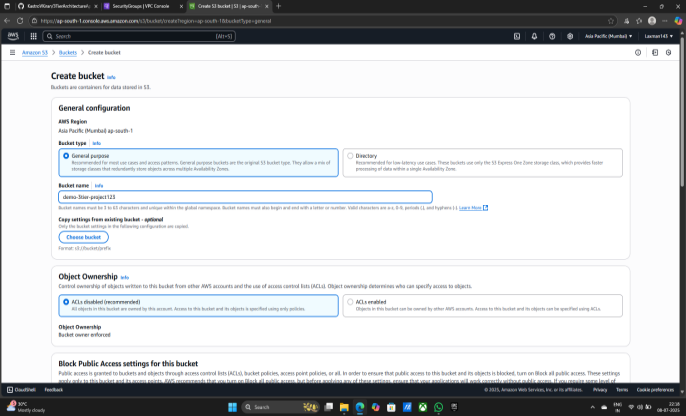 KastroVKiran/3TierArchitecture/
SecurityGroups | VPC Console
Create S3 bucket | S3 | ap-south-
https://ap-south-1.console.aws.amazon.com/s3/bucket/create?region=ap-south-1&bucketType=general
aws
Search
[Alt+S]
Asia Pacific (Mumbai)
Laxman143
Amazon S3
Buckets
Create bucket
Create bucket Info
Buckets are containers for data stored in S3.
General configuration
AWS Region
Asia Pacific (Mumbai) ap-south-1
Bucket type Info
General purpose
Recommended for most use cases and access patterns. General purpose buckets are the original S3 bucket type. They allow a mix of storage classes that redundantly store objects across multiple Availability Zones.
Directory
Recommended for low-latency use cases. These buckets use only the S3 Express One Zone storage class, which provides faster processing of data within a single Availability Zone.
Bucket name Info
demo-3tier-project123
Bucket names must be 3 to 63 characters and unique within the global namespace. Bucket names must also begin and end with a letter or number. Valid characters are a-z, 0-9, periods (.), and hyphens (-). Learn More
Copy settings from existing bucket - optional
Only the bucket settings in the following configuration are copied.
Choose bucket
Format: s3://bucket/prefix
Object Ownership Info
Control ownership of objects written to this bucket from other AWS accounts and the use of access control lists (ACLs). Object ownership determines who can specify access to objects.
ACLs disabled (recommended)
All objects in this bucket are owned by this account. Access to this bucket and its objects is specified using only policies.
ACLs enabled
Objects in this bucket can be owned by other AWS accounts. Access to this bucket and its objects can be specified using ACLs.
Object Ownership
Bucket owner enforced
Block Public Access settings for this bucket
Public access is granted to buckets and objects through access control lists (ACLs), bucket policies, access point policies, or all. In order to ensure that public access to this bucket and its objects is blocked, turn on Block all public access. These settings
apply only to this bucket and its access points. AWS recommends that you turn on Block all public access, but before applying any of these settings, ensure that your applications will work correctly without public access. If you require some level of
CloudShell
Feedback
© 2025, Amazon Web Services, Inc. or its affiliates.
Privacy
Terms
Cookie preferences
30°C
Mostly cloudy
Search
ENG
IN
22:28
08-07-2025